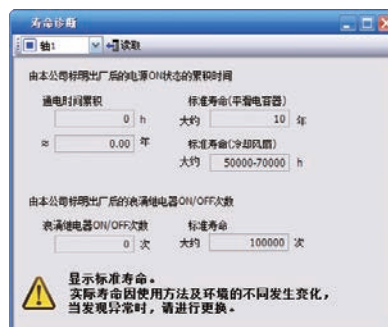 寿命诊断
轴1 读取
由本公司标明出厂后的电源ON状态的累积时间
通电时间累积 标准寿命(平滑电容器)
0 h 大约 10 年
≈ 0.00 年 标准寿命(冷却风扇)
大约 50000-70000 h
由本公司标明出厂后的浪涌继电器ON/OFF次数
浪涌继电器ON/OFF次数 标准寿命
0 次 大约 100000 次
显示标准寿命。
实际寿命因使用方法及环境的不同发生变化，
当发现异常时，请进行更换。